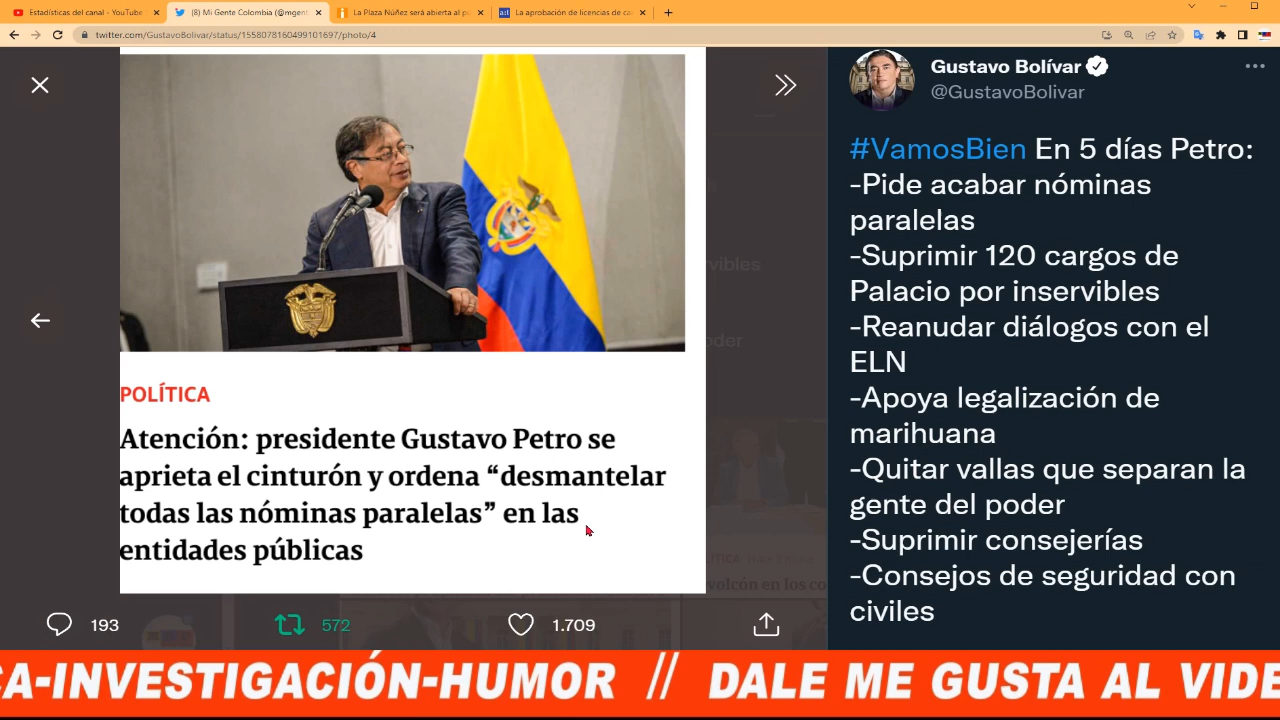 Estadísticas del canal - YouTube
(8) Mi Gente Colombia (@mgent
La Plaza Núñez será abierta al pú
La aprobación de licencias de ca
twitter.com/GustavoBolivar/status/1558078160499101697/photo/4
POLÍTICA
Atención: presidente Gustavo Petro se
aprieta el cinturón y ordena “desmantelar
todas las nóminas paralelas” en las
entidades públicas
193
572
1.709
Gustavo Bolívar
@GustavoBolivar
#VamosBien En 5 días Petro:
-Pide acabar nóminas
paralelas
-Suprimir 120 cargos de
Palacio por inservibles
-Reanudar diálogos con el
ELN
-Apoya legalización de
marihuana
-Quitar vallas que separan la
gente del poder
-Suprimir consejerías
-Consejos de seguridad con
civiles
CA-INVESTIGACIÓN-HUMOR // DALE ME GUSTA AL VIDE